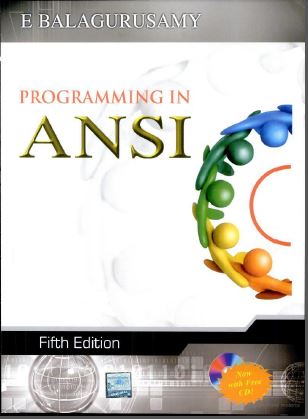 E BALAGURUSAMY
PROGRAMMING IN
ANSI
Fifth Edition
Now
with Free
CD!